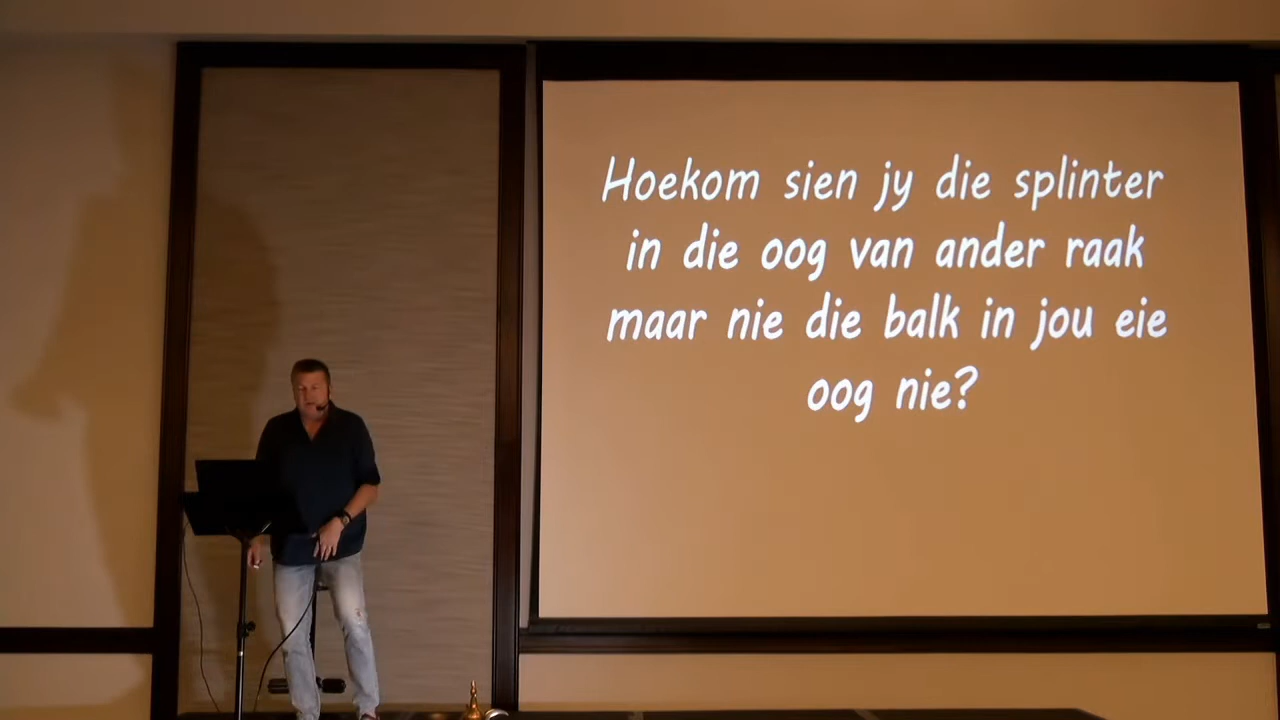 Hoekom sien jy die splinter
in die oog van ander raak
maar nie die balk in jou eie
oog nie?